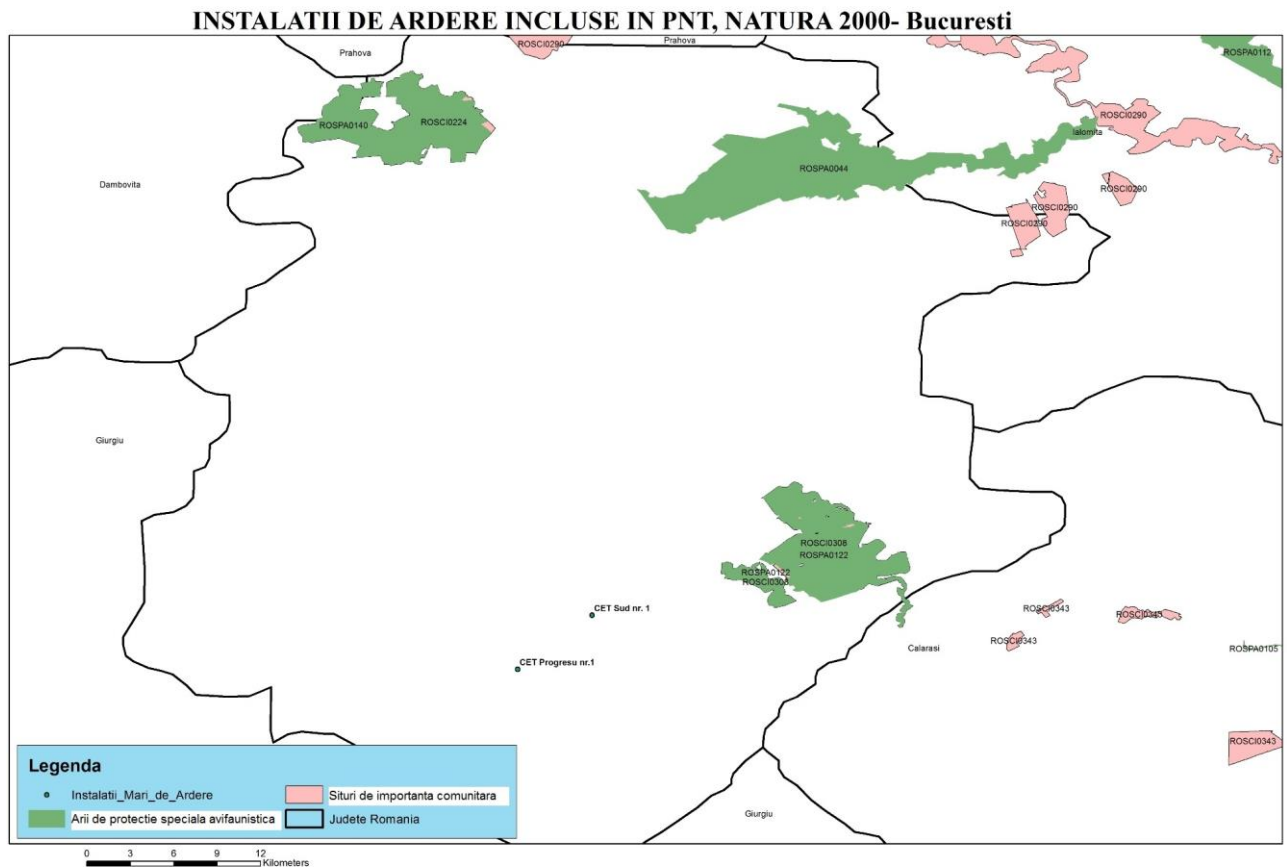 INSTALATII DE ARDERE INCLUSE IN PNT, NATURA 2000- Bucuresti
Prahova
ROSCI0290
Prahova
ROSPA0112
ROSPA0140
ROSCI0224
ROSCI0290
Ialomita
ROSPA0044
Dambovita
ROSCI0290
ROSCI0290
ROSCI0290
Giurgiu
ROSCI0308
ROSPA0122
ROSPA0122
ROSCI0308
CET Sud nr. 1
ROSCI0343
ROSCI0343
ROSCI0343
Calarasi
ROSPA0105
CET Progresu nr.1
ROSCI0343
Giurgiu
Legenda
Instalatii_Mari_de_Ardere
Situri de importanta comunitara
Arii de protectie speciala avifaunistica
Judete Romania
0 3 6 9 12
Kilometers